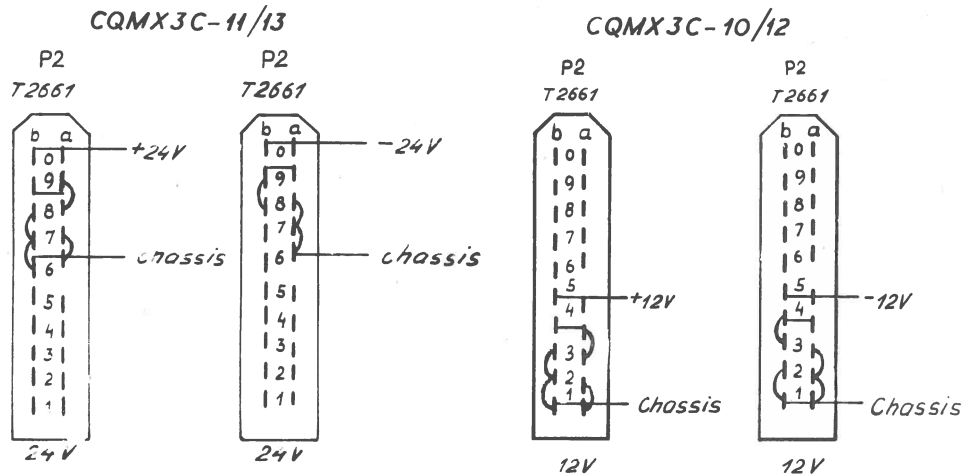 CQMX3C-11/13
P2
T2661
b a
0
9
8
7
6
5
4
3
2
1
+24V
chassis
24V
P2
T2661
b a
0
9
8
7
6
5
4
3
2
1
-24V
chassis
24V
CQMX3C-10/12
P2
T2661
b a
0
9
8
7
6
5
4
3
2
1
+12V
Chassis
12V
P2
T2661
b a
0
9
8
7
6
5
4
3
2
1
-12V
Chassis
12V